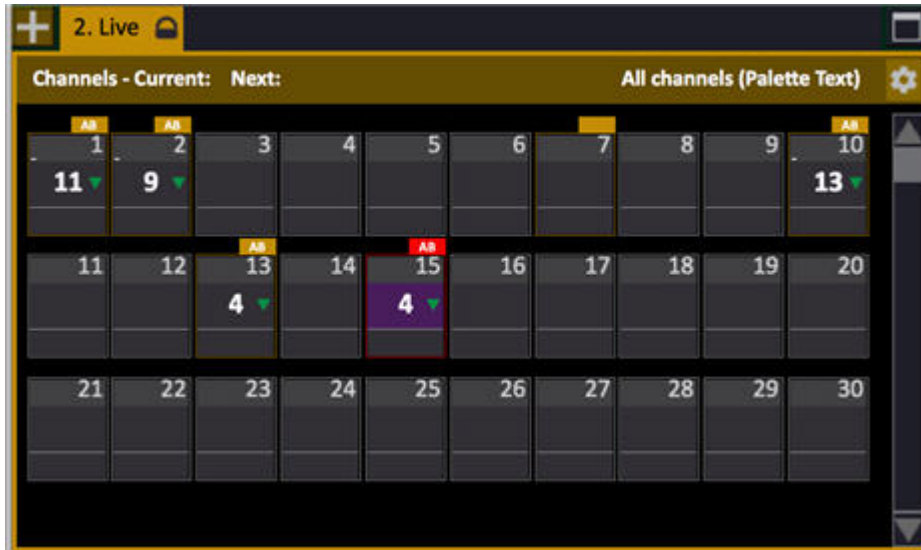 2. Live
Channels - Current: Next: All channels (Palette Text)
AB AB AB
1 2 3 4 5 6 7 8 9 10
11 9 13
AB AB
11 12 13 14 15 16 17 18 19 20
4 4
21 22 23 24 25 26 27 28 29 30